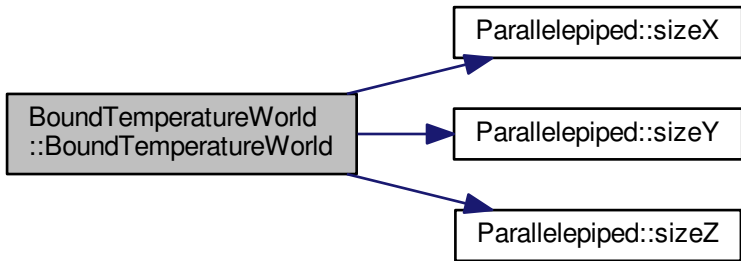 Parallelepiped::sizeX
BoundTemperatureWorld
::BoundTemperatureWorld
Parallelepiped::sizeY
Parallelepiped::sizeZ